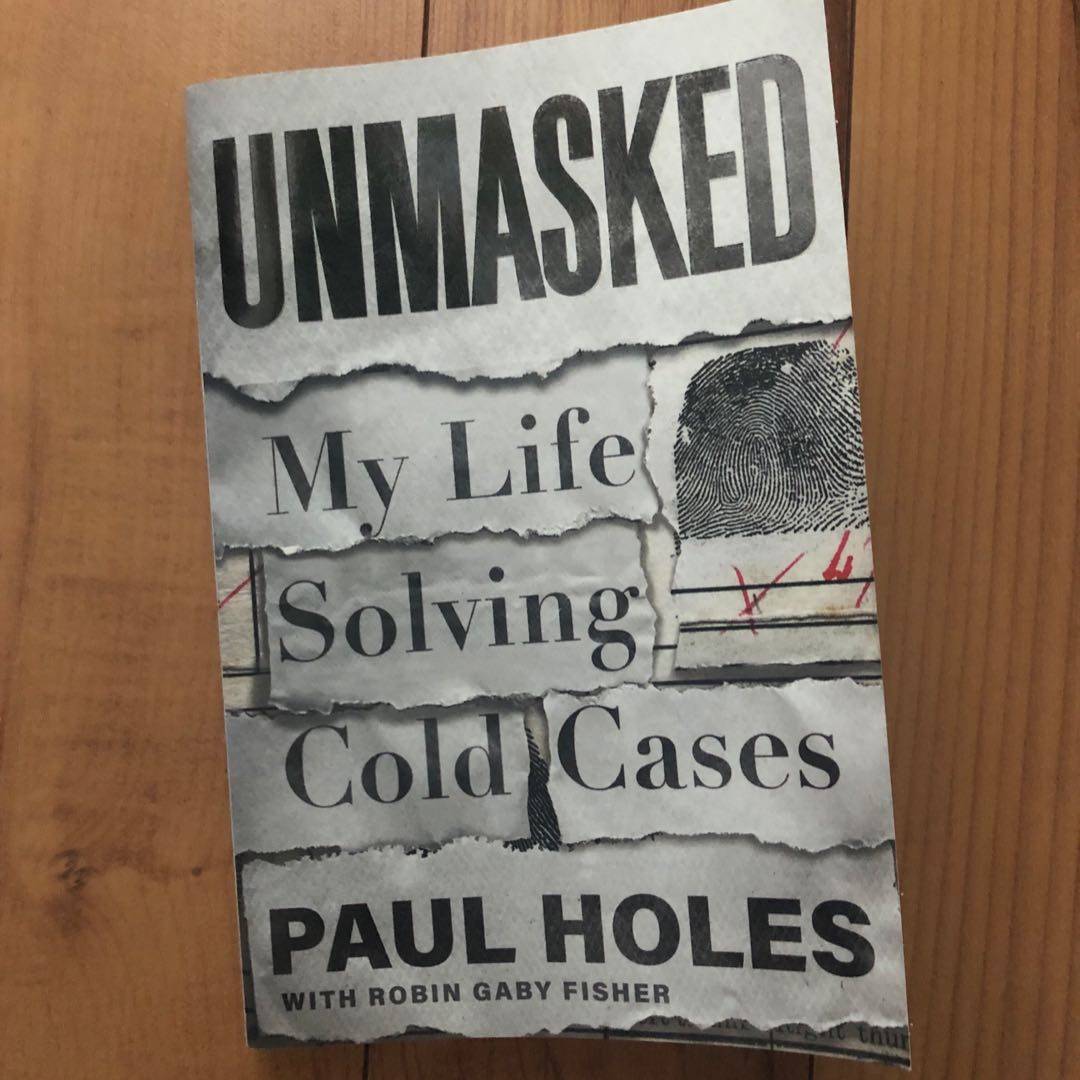 UNMASKED
My Life
Solving
Cold Cases
PAUL HOLES
WITH ROBIN GABY FISHER